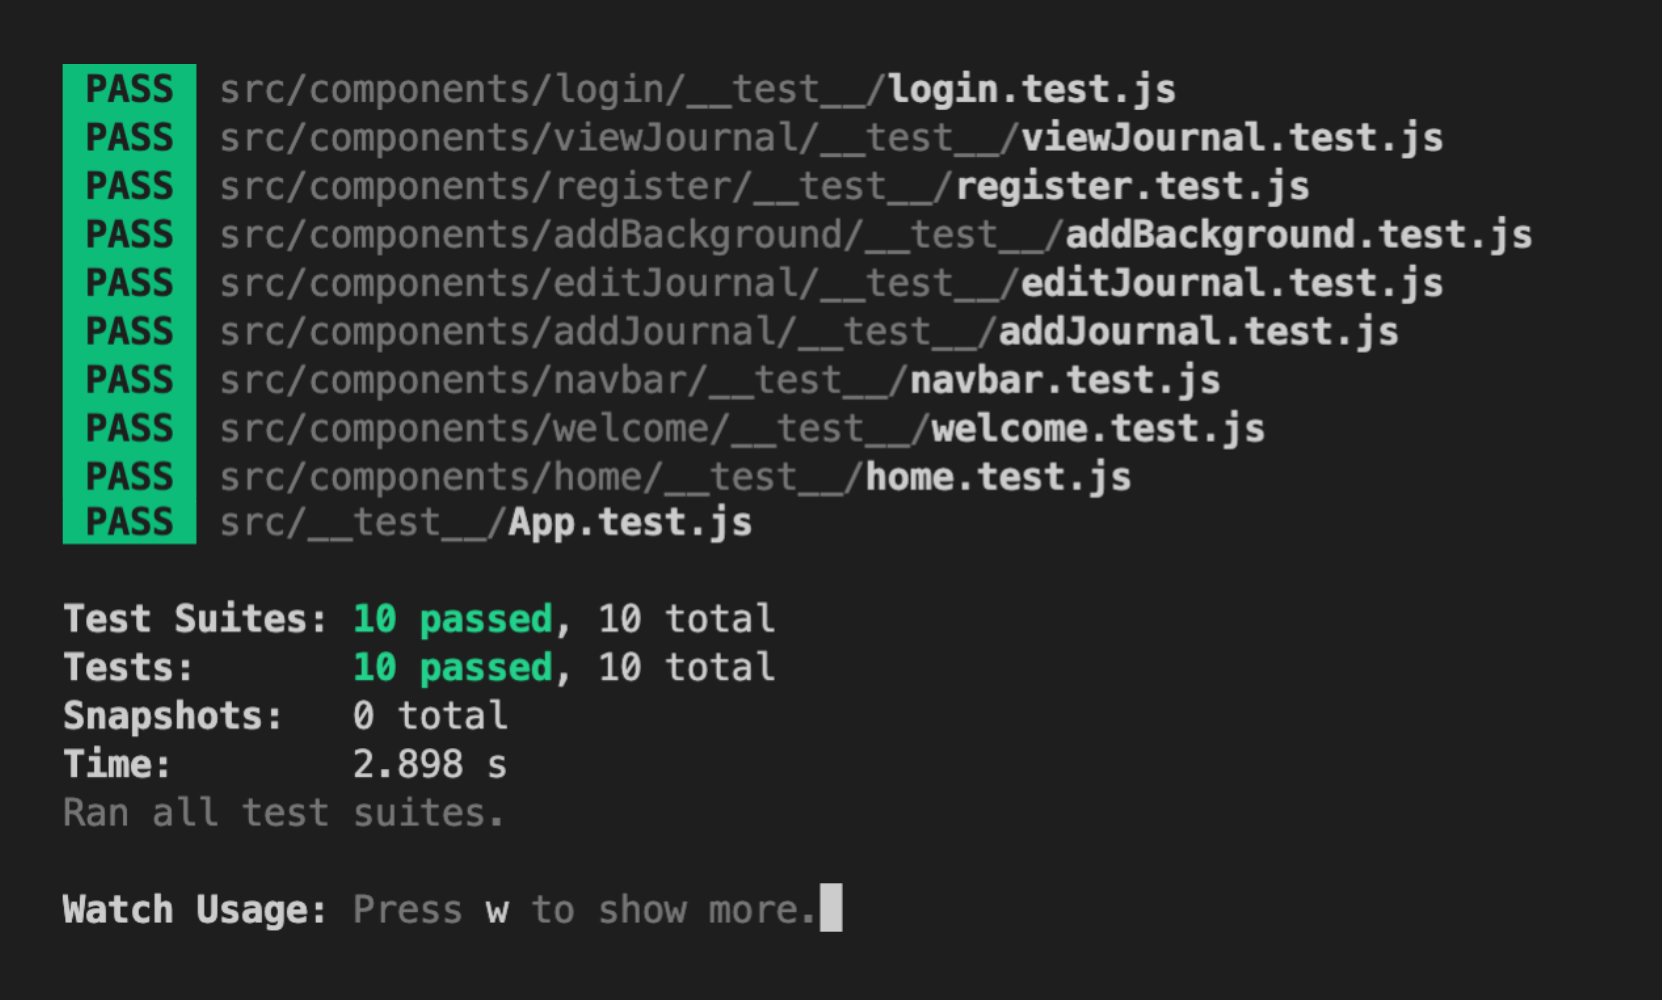 PASS src/components/login/__test__/login.test.js
PASS src/components/viewJournal/__test__/viewJournal.test.js
PASS src/components/register/__test__/register.test.js
PASS src/components/addBackground/__test__/addBackground.test.js
PASS src/components/editJournal/__test__/editJournal.test.js
PASS src/components/addJournal/__test__/addJournal.test.js
PASS src/components/navbar/__test__/navbar.test.js
PASS src/components/welcome/__test__/welcome.test.js
PASS src/components/home/__test__/home.test.js
PASS src/__test__/App.test.js
Test Suites: 10 passed, 10 total
Tests: 10 passed, 10 total
Snapshots: 0 total
Time: 2.898 s
Ran all test suites.
Watch Usage: Press w to show more.